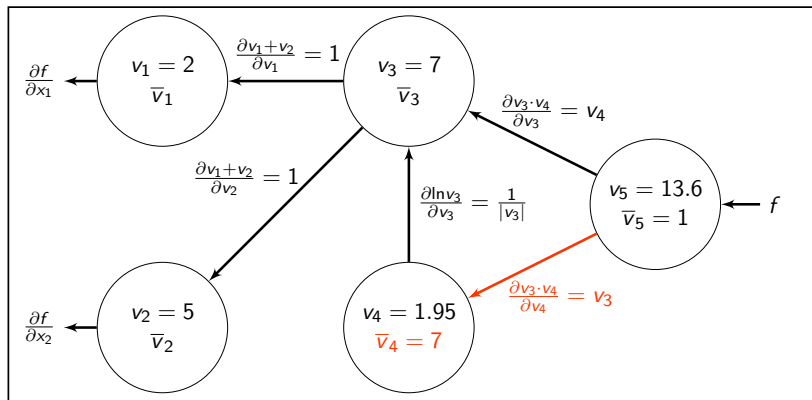 ∂f/∂x₁
v₁ = 2
v̅₁
∂v₁+v₂/∂v₁ = 1
v₃ = 7
v̅₃
∂v₃·v₄/∂v₃ = v₄
∂v₁+v₂/∂v₂ = 1
∂lnv₃/∂v₃ = 1/|v₃|
v₅ = 13.6
v̅₅ = 1
f
∂v₃·v₄/∂v₄ = v₃
∂f/∂x₂
v₂ = 5
v̅₂
v₄ = 1.95
v̅₄ = 7